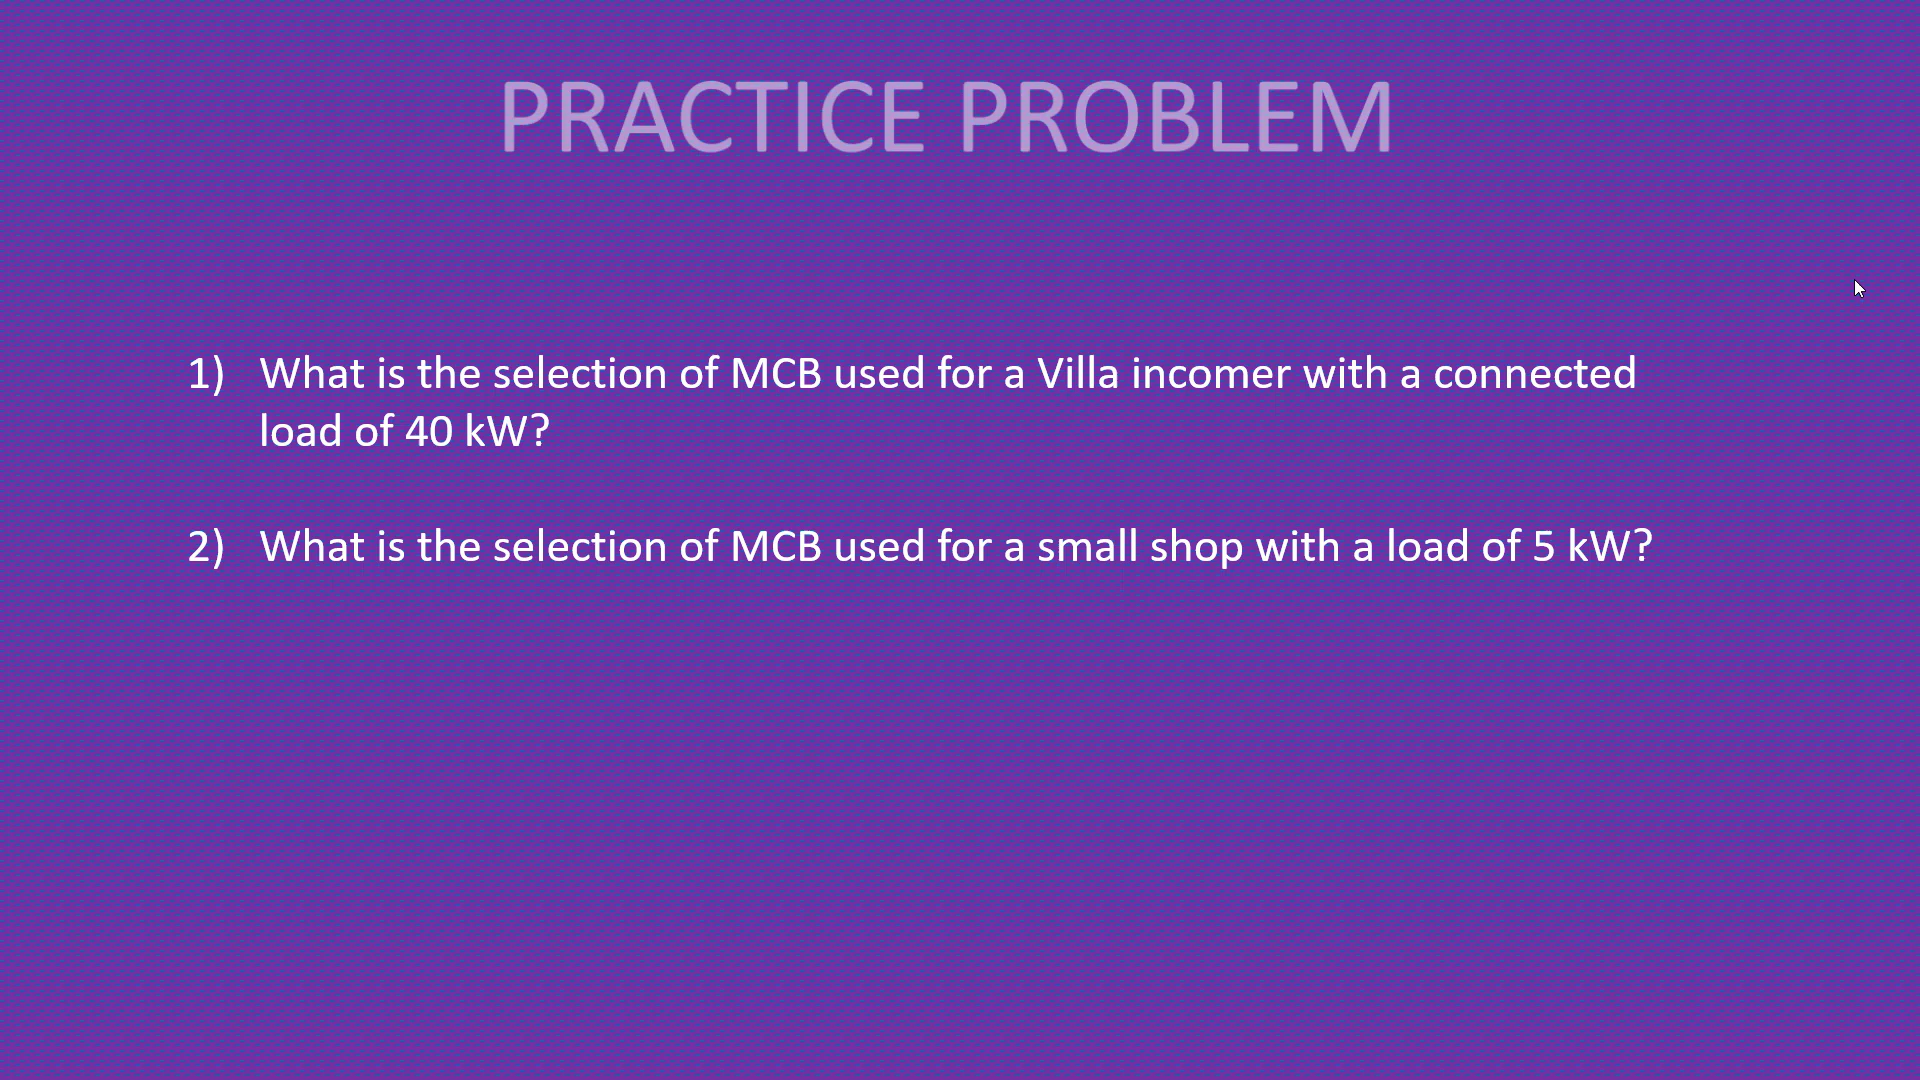 PRACTICE PROBLEM
1) What is the selection of MCB used for a Villa incomer with a connected
load of 40 kW?
2) What is the selection of MCB used for a small shop with a load of 5 kW?